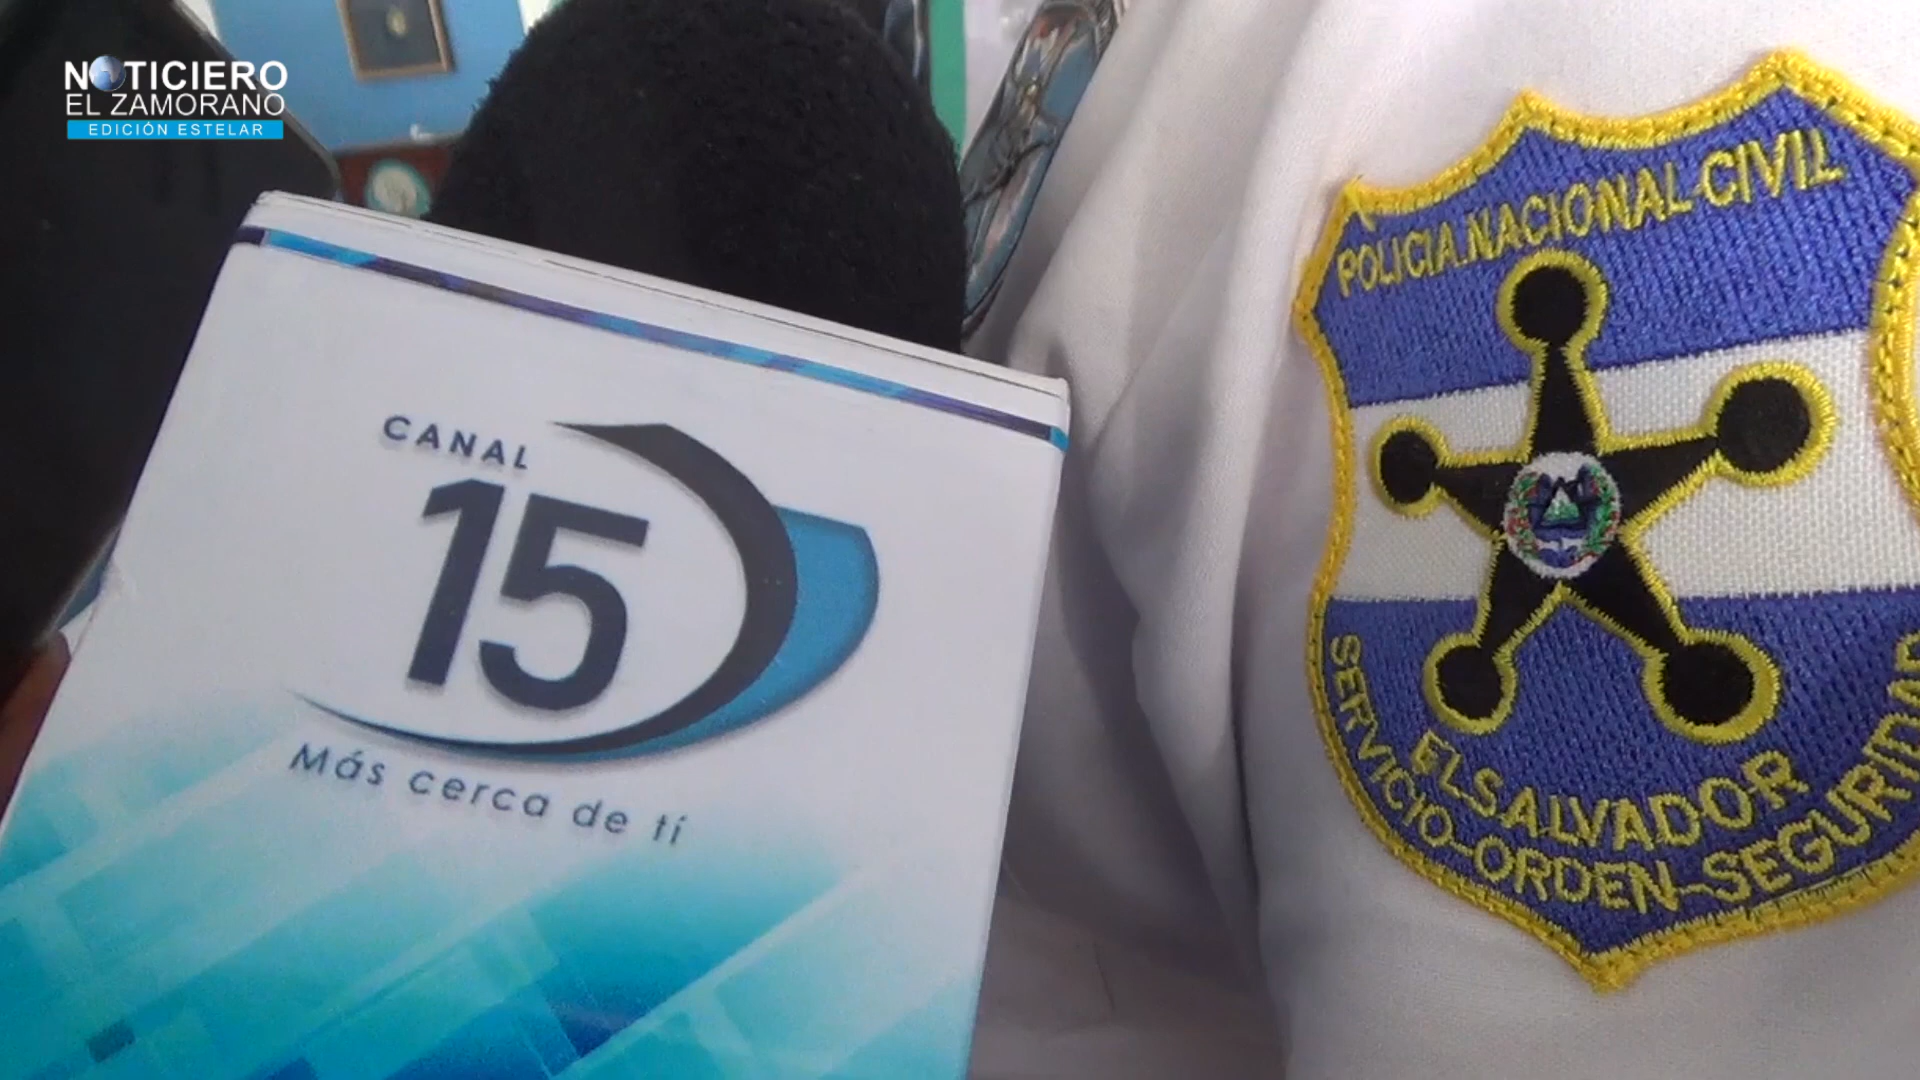 NOTICIERO
EL ZAMORANO
EDICIÓN ESTELAR
CANAL
15
Más cerca de tí
POLICIA NACIONAL CIVIL
EL SALVADOR
SERVICIO-ORDEN-SEGURIDAD